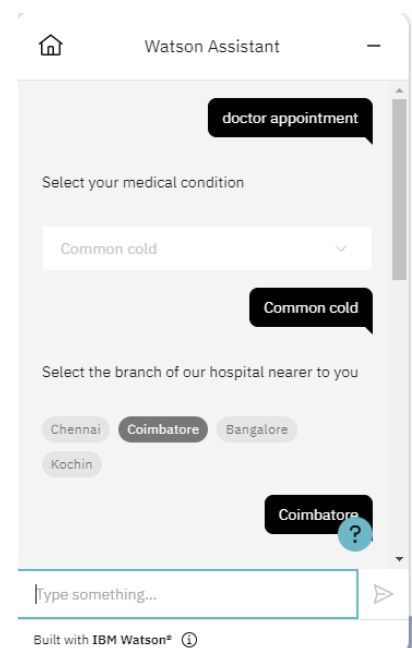 Watson Assistant
doctor appointment
Select your medical condition
Common cold
Common cold
Select the branch of our hospital nearer to you
Chennai Coimbatore Bangalore
Kochin
Coimbatore
?
Type something...
Built with IBM Watson®